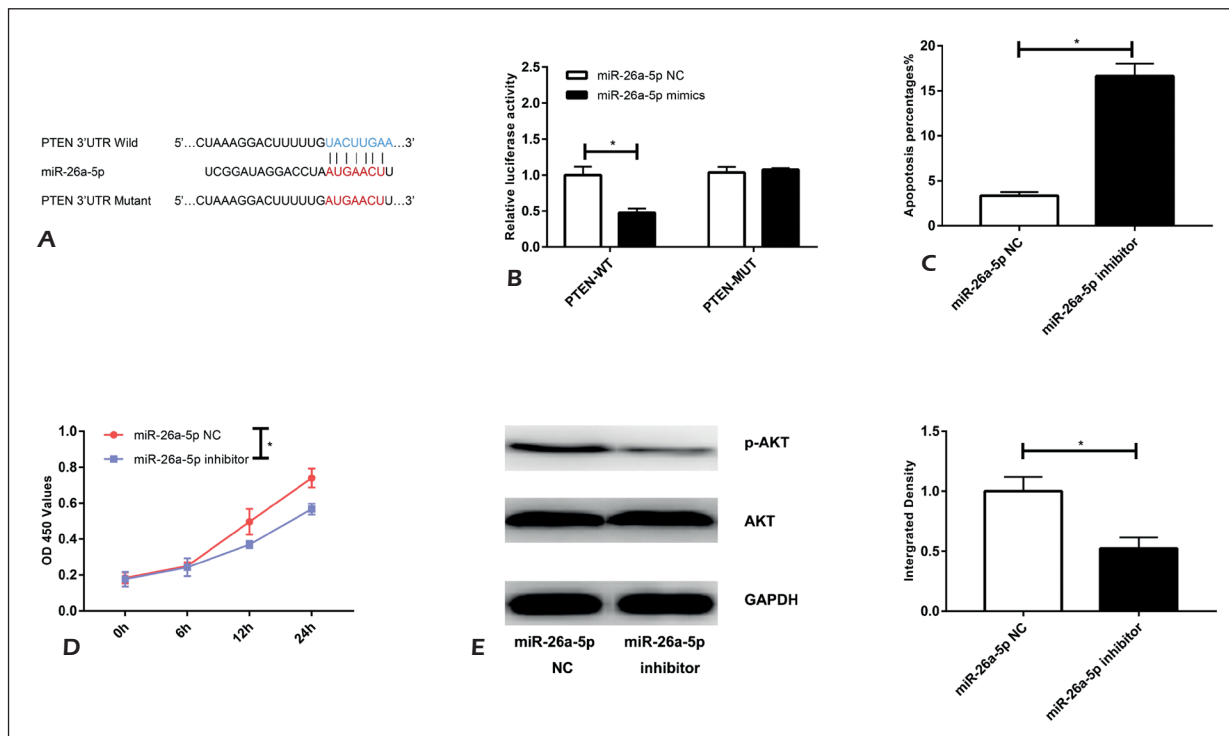 PTEN 3'UTR Wild 5'...CUAAAGGACUUUUUGUACUUGAA...3'
miR-26a-5p UCGGAUAGGACCUAAUGAACUU
PTEN 3'UTR Mutant 5'...CUAAAGGACUUUUUGAUGAACUU...3'
A
miR-26a-5p NC
miR-26a-5p mimics
Relative luciferase activity
2.5
2.0
1.5
1.0
0.5
0.0
*
PTEN-WT
PTEN-MUT
B
Apopotosis percentages%
20
15
10
5
0
*
miR-26a-5p NC
miR-26a-5p inhibitor
C
miR-26a-5p NC
miR-26a-5p inhibitor
*
OD 450 Values
1.0
0.8
0.6
0.4
0.2
0.0
0h
6h
12h
24h
D
p-AKT
AKT
GAPDH
miR-26a-5p NC
miR-26a-5p inhibitor
E
Intergrated Density
1.5
1.0
0.5
0.0
*
miR-26a-5p NC
miR-26a-5p inhibitor